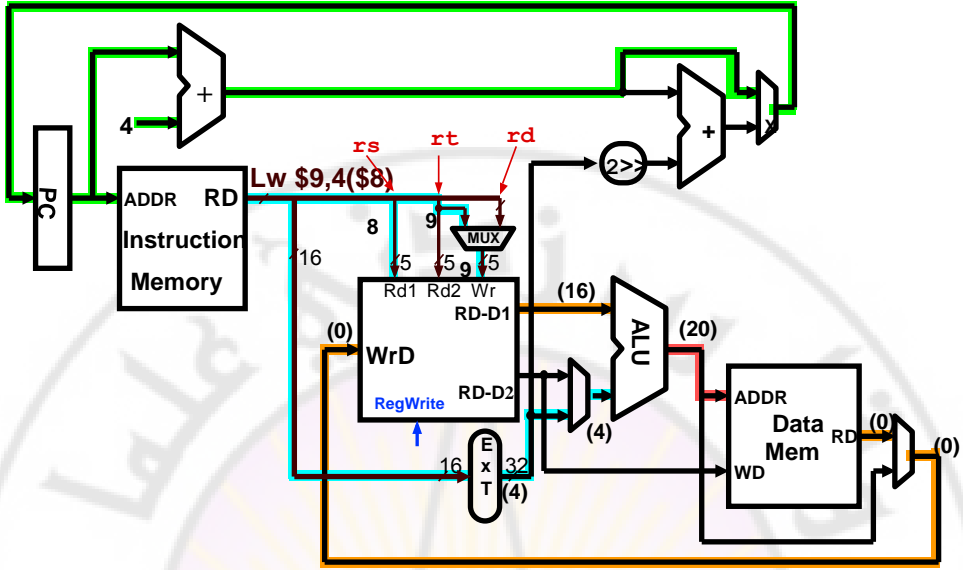 +
4
rs rt rd
PC
ADDR RD
Instruction
Memory
Lw $9,4($8)
8
9
MUX
16
5 5 9 5
Rd1 Rd2 Wr
RD-D1
(16)
(0)
WrD
RD-D2
RegWrite
ALU
(20)
(4)
+
X
2>>
16
ExT
32
(4)
ADDR
Data
Mem
RD
(0)
(0)
WD